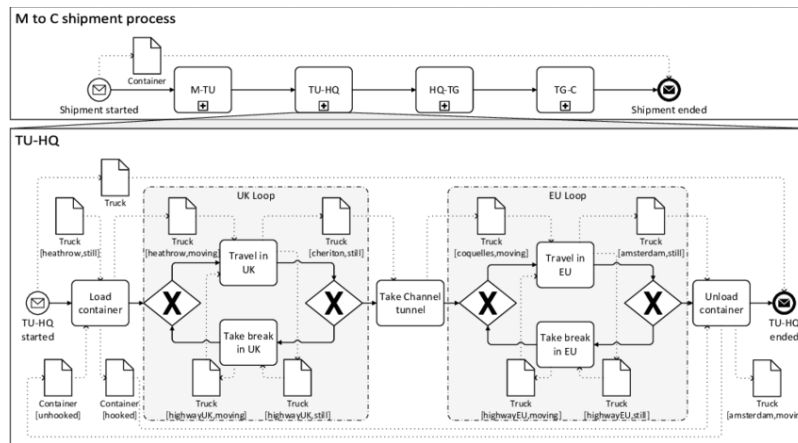 M to C shipment process
Container
M-TU
TU-HQ
HQ-TG
TG-C
Shipment started
Shipment ended
TU-HQ
Truck
UK Loop
EU Loop
Truck
[heathrow,still]
Truck
[heathrow,moving]
Travel in
UK
Truck
[cheriton,still]
Truck
[coquelles,moving]
Travel in
EU
Truck
[amsterdam,still]
TU-HQ
started
Load
container
X
X
Take Channel
tunnel
X
X
Unload
container
TU-HQ
ended
Take break
in UK
Take break
in EU
Container
[unhooked]
Container
[hooked]
Truck
[highwayUK,moving]
Truck
[highwayUK,still]
Truck
[highwayEU,moving]
Truck
[highwayEU,still]
Truck
[amsterdam,movin